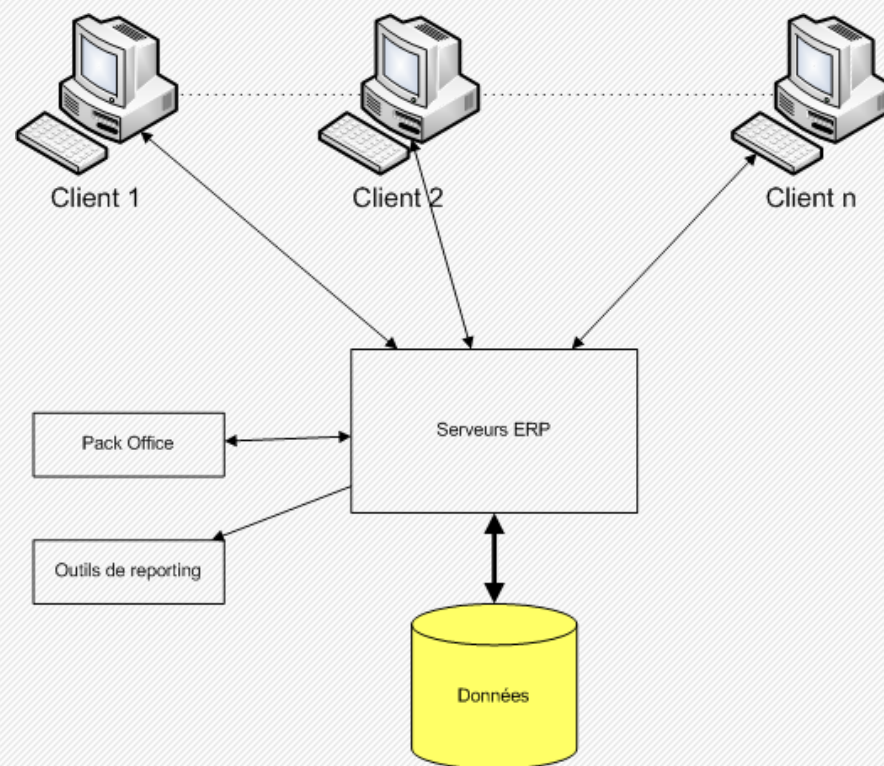 Client 1
Client 2
Client n
Serveurs ERP
Pack Office
Outils de reporting
Données